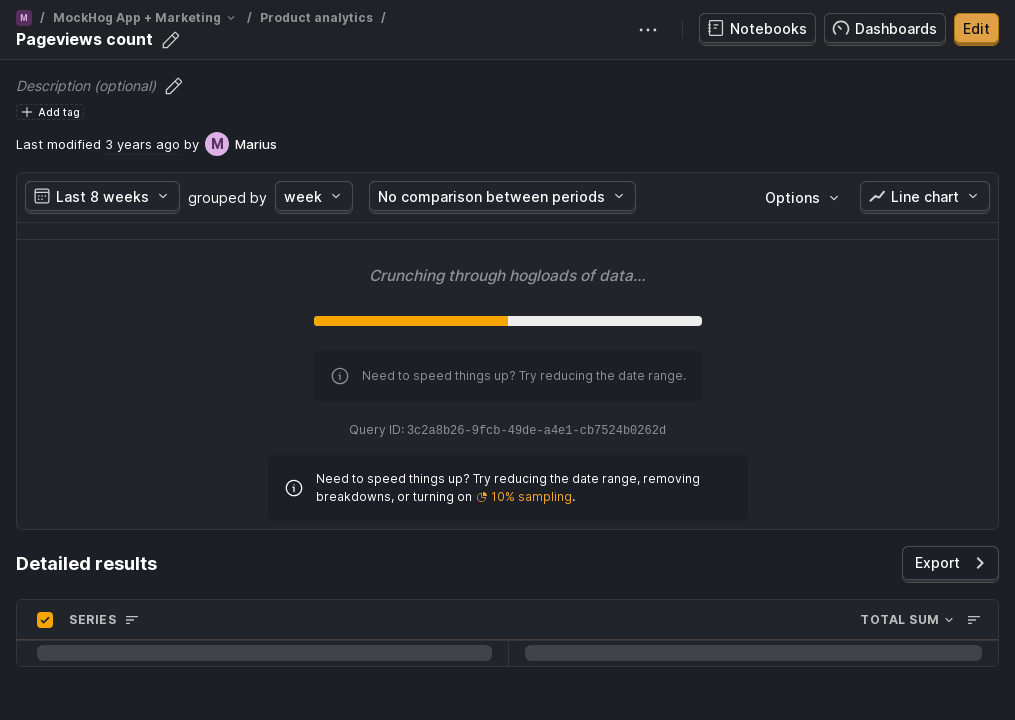 M / MockHog App + Marketing / Product analytics /
Pageviews count
Notebooks
Dashboards
Edit
Description (optional)
Add tag
Last modified 3 years ago by M Marius
Last 8 weeks
grouped by
week
No comparison between periods
Options
Line chart
Crunching through hogloads of data...
Need to speed things up? Try reducing the date range.
Query ID: 3c2a8b26-9fcb-49de-a4e1-cb7524b0262d
Need to speed things up? Try reducing the date range, removing
breakdowns, or turning on 10% sampling.
Detailed results
Export
SERIES
TOTAL SUM